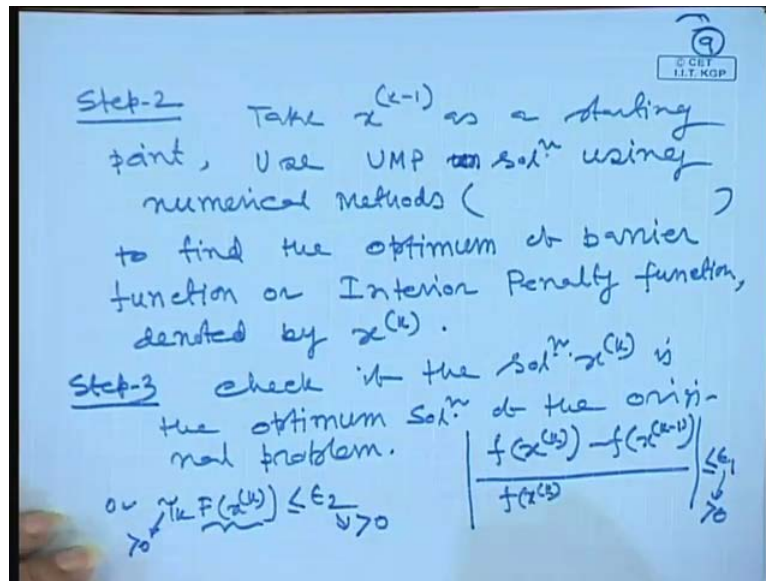 9
© CET
I.I.T. KGP
Step-2 Take x^(k-1) as a starting
point, Use UMP sol^n using
numerical methods ( )
to find the optimum of barrier
function or Interior Penalty function,
denoted by x^(k).
Step-3 check if the sol^n. x^(k) is
the optimum sol^n. of the origi-
nal problem.
| f(x^(k)) - f(x^(k-1)) / f(x^(k) | ≤ ε_1
>0
or r_k F(x^(k)) ≤ ε_2
>0 >0